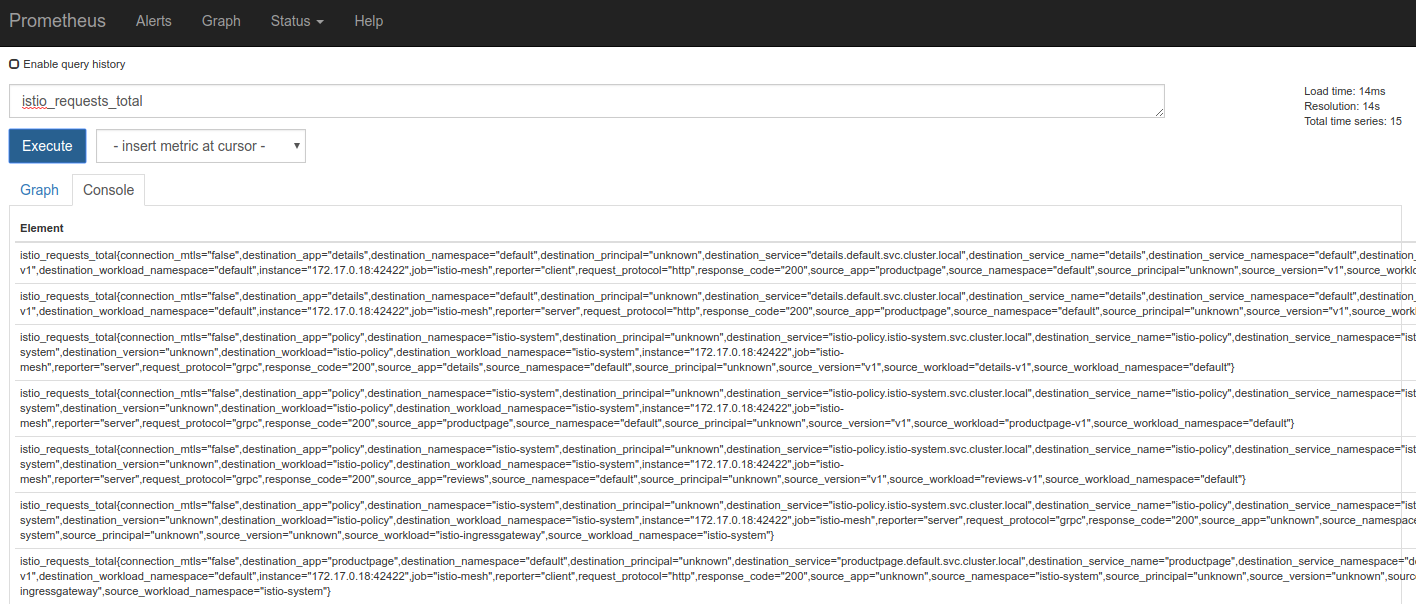 Prometheus Alerts Graph Status Help
Enable query history
istio_requests_total
Load time: 14ms
Resolution: 14s
Total time series: 15
Execute - insert metric at cursor -
Graph Console
Element
istio_requests_total{connection_mtls="false",destination_app="details",destination_namespace="default",destination_principal="unknown",destination_service="details.default.svc.cluster.local",destination_service_name="details",destination_service_namespace="default",destination_
v1",destination_workload_namespace="default",instance="172.17.0.18:42422",job="istio-mesh",reporter="client",request_protocol="http",response_code="200",source_app="productpage",source_namespace="default",source_principal="unknown",source_version="v1",source_worklo
istio_requests_total{connection_mtls="false",destination_app="details",destination_namespace="default",destination_principal="unknown",destination_service="details.default.svc.cluster.local",destination_service_name="details",destination_service_namespace="default",destination_
v1",destination_workload_namespace="default",instance="172.17.0.18:42422",job="istio-mesh",reporter="server",request_protocol="http",response_code="200",source_app="productpage",source_namespace="default",source_principal="unknown",source_version="v1",source_workl
istio_requests_total{connection_mtls="false",destination_app="policy",destination_namespace="istio-system",destination_principal="unknown",destination_service="istio-policy.istio-system.svc.cluster.local",destination_service_name="istio-policy",destination_service_namespace="ist
system",destination_version="unknown",destination_workload="istio-policy",destination_workload_namespace="istio-system",instance="172.17.0.18:42422",job="istio-
mesh",reporter="server",request_protocol="grpc",response_code="200",source_app="details",source_namespace="default",source_principal="unknown",source_version="v1",source_workload="details-v1",source_workload_namespace="default"}
istio_requests_total{connection_mtls="false",destination_app="policy",destination_namespace="istio-system",destination_principal="unknown",destination_service="istio-policy.istio-system.svc.cluster.local",destination_service_name="istio-policy",destination_service_namespace="ist
system",destination_version="unknown",destination_workload="istio-policy",destination_workload_namespace="istio-system",instance="172.17.0.18:42422",job="istio-
mesh",reporter="server",request_protocol="grpc",response_code="200",source_app="productpage",source_namespace="default",source_principal="unknown",source_version="v1",source_workload="productpage-v1",source_workload_namespace="default"}
istio_requests_total{connection_mtls="false",destination_app="policy",destination_namespace="istio-system",destination_principal="unknown",destination_service="istio-policy.istio-system.svc.cluster.local",destination_service_name="istio-policy",destination_service_namespace="ist
system",destination_version="unknown",destination_workload="istio-policy",destination_workload_namespace="istio-system",instance="172.17.0.18:42422",job="istio-
mesh",reporter="server",request_protocol="grpc",response_code="200",source_app="reviews",source_namespace="default",source_principal="unknown",source_version="v1",source_workload="reviews-v1",source_workload_namespace="default"}
istio_requests_total{connection_mtls="false",destination_app="policy",destination_namespace="istio-system",destination_principal="unknown",destination_service="istio-policy.istio-system.svc.cluster.local",destination_service_name="istio-policy",destination_service_namespace="ist
system",destination_version="unknown",destination_workload="istio-policy",destination_workload_namespace="istio-system",instance="172.17.0.18:42422",job="istio-mesh",reporter="server",request_protocol="grpc",response_code="200",source_app="unknown",source_namespace
system",source_principal="unknown",source_version="unknown",source_workload="istio-ingressgateway",source_workload_namespace="istio-system"}
istio_requests_total{connection_mtls="false",destination_app="productpage",destination_namespace="default",destination_principal="unknown",destination_service="productpage.default.svc.cluster.local",destination_service_name="productpage",destination_service_namespace="de
v1",destination_workload_namespace="default",instance="172.17.0.18:42422",job="istio-mesh",reporter="client",request_protocol="http",response_code="200",source_app="unknown",source_namespace="istio-system",source_principal="unknown",source_version="unknown",sour
ingressgateway",source_workload_namespace="istio-system"}